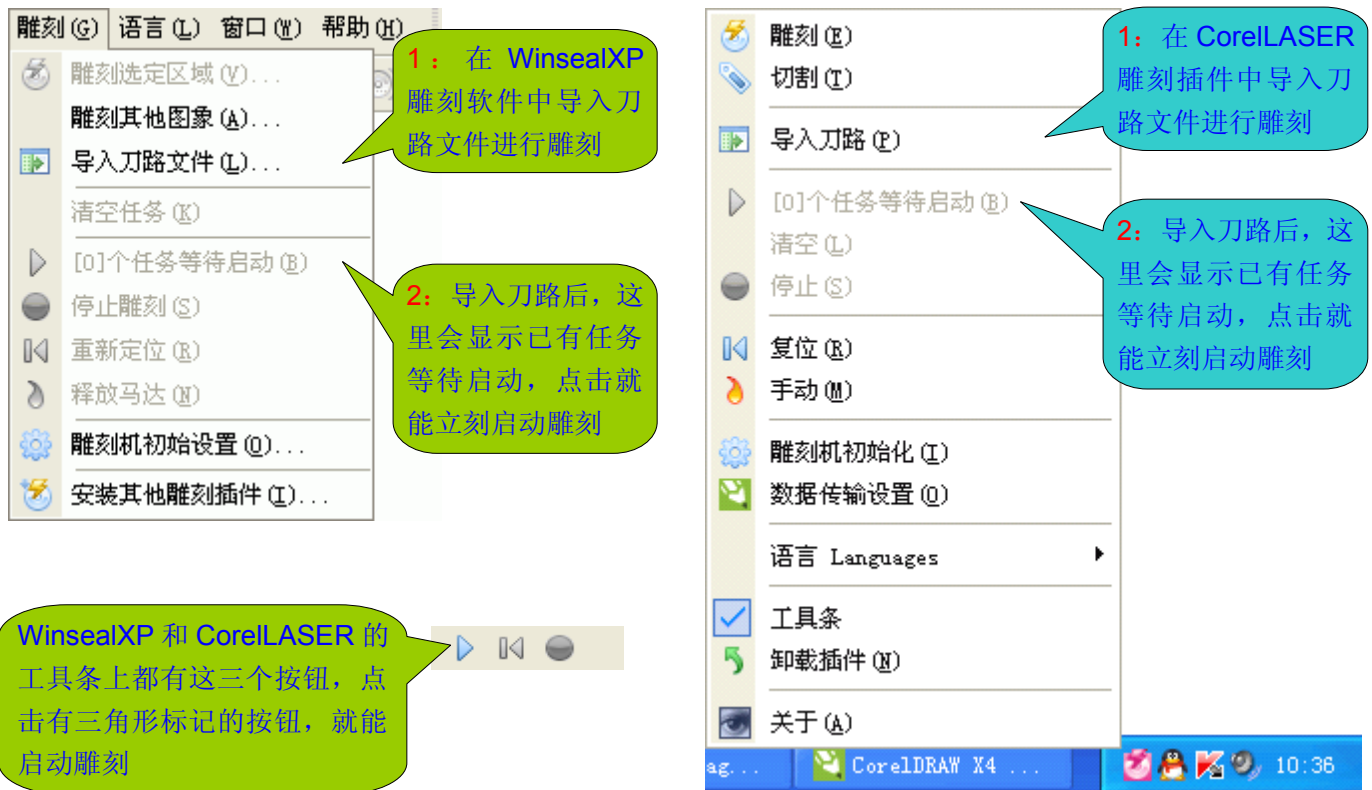 雕刻(G) 语言(L) 窗口(W) 帮助(H)
雕刻选定区域(V)...
雕刻其他图象(A)...
导入刀路文件(L)...
清空任务(K)
[0]个任务等待启动(B)
停止雕刻(S)
重新定位(R)
释放马达(N)
雕刻机初始设置(O)...
安装其他雕刻插件(I)...
1：在 WinsealXP
雕刻软件中导入刀
路文件进行雕刻
2：导入刀路后，这
里会显示已有任务
等待启动，点击就
能立刻启动雕刻
WinsealXP 和 CorelLASER 的
工具条上都有这三个按钮，点
击有三角形标记的按钮，就能
启动雕刻
雕刻(E)
切割(T)
导入刀路(P)
[0]个任务等待启动(B)
清空(L)
停止(S)
复位(R)
手动(M)
雕刻机初始化(I)
数据传输设置(O)
语言 Languages
工具条
卸载插件(N)
关于(A)
1：在 CorelLASER
雕刻插件中导入刀
路文件进行雕刻
2：导入刀路后，这
里会显示已有任务
等待启动，点击就
能立刻启动雕刻
ag... CorelDRAW X4 ... 10:36